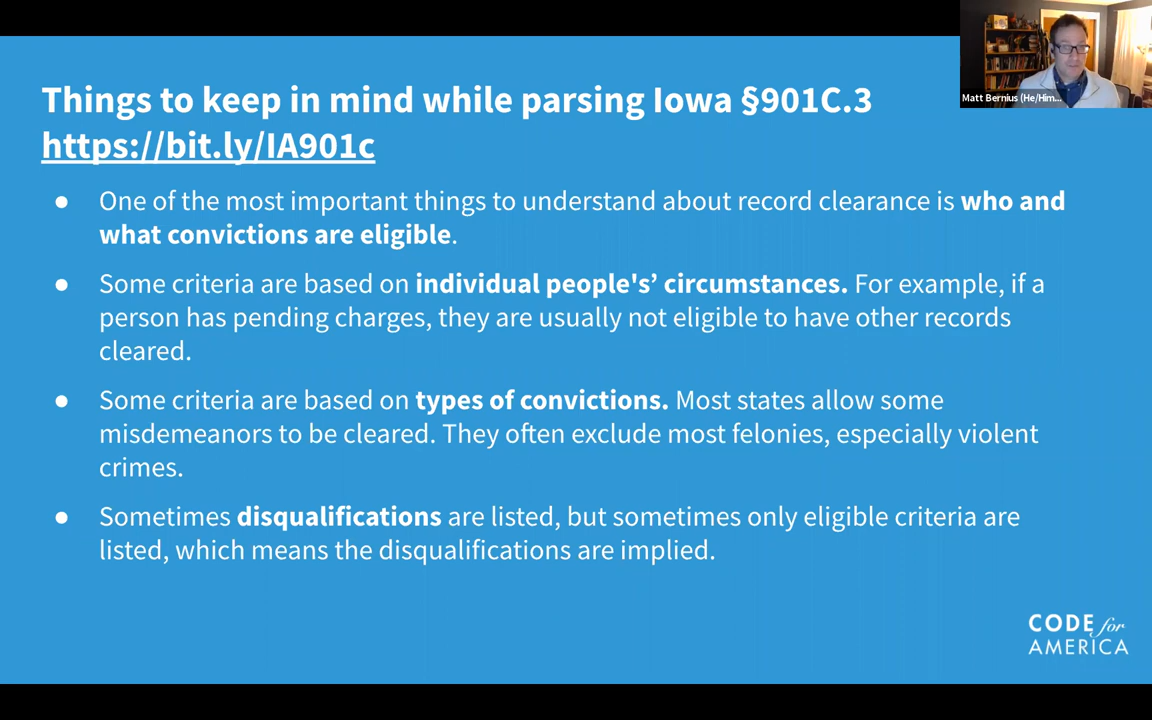 Things to keep in mind while parsing Iowa §901C.3
https://bit.ly/IA901c
● One of the most important things to understand about record clearance is who and
what convictions are eligible.
● Some criteria are based on individual people's’ circumstances. For example, if a
person has pending charges, they are usually not eligible to have other records
cleared.
● Some criteria are based on types of convictions. Most states allow some
misdemeanors to be cleared. They often exclude most felonies, especially violent
crimes.
● Sometimes disqualifications are listed, but sometimes only eligible criteria are
listed, which means the disqualifications are implied.
Matt Bernius (He/Him...
CODE for
AMERICA